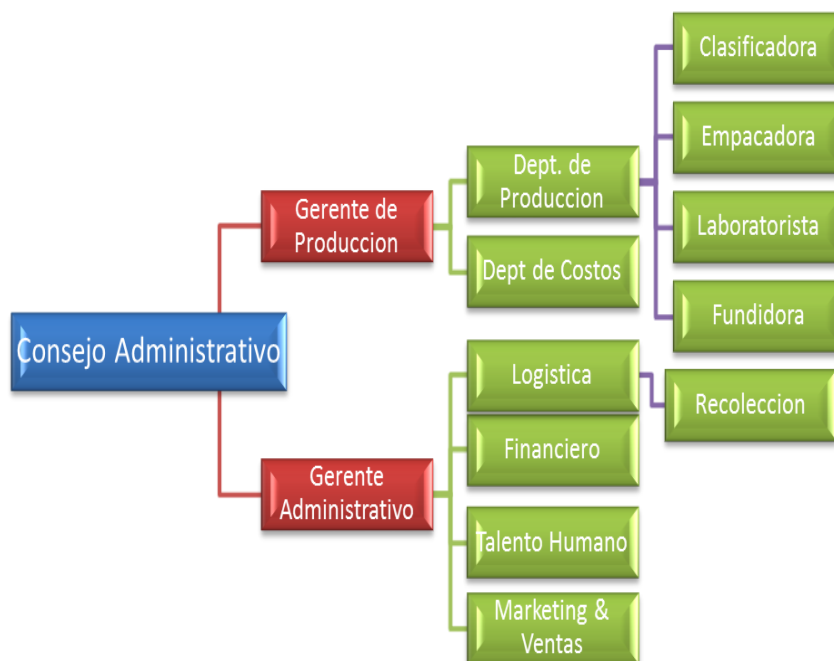 Consejo Administrativo
Gerente de
Produccion
Dept. de
Produccion
Clasificadora
Empacadora
Laboratorista
Fundidora
Dept de Costos
Gerente
Administrativo
Logistica
Recoleccion
Financiero
Talento Humano
Marketing &
Ventas